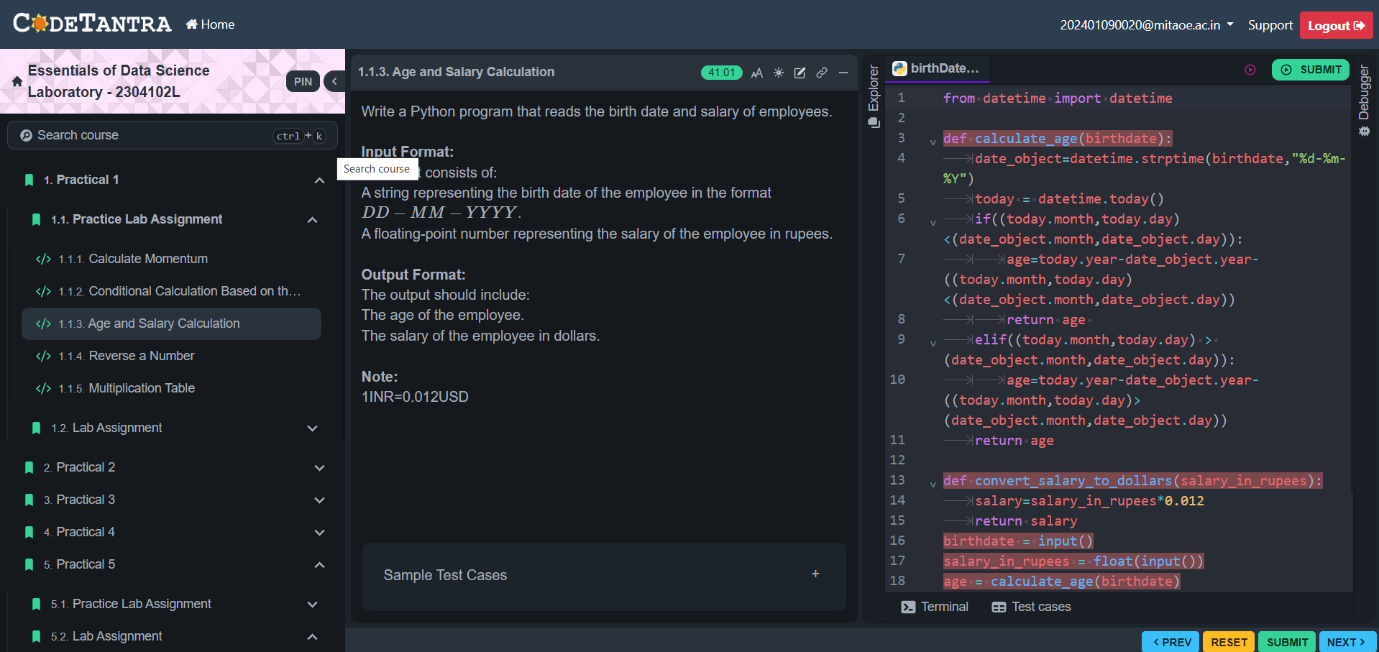 CODETANTRA
Home
202401090020@mitaoe.ac.in
Support
Logout
Essentials of Data Science
Laboratory - 2304102L
PIN
Search course
ctrl + k
Search course
1. Practical 1
1.1. Practice Lab Assignment
1.1.1. Calculate Momentum
1.1.2. Conditional Calculation Based on th...
1.1.3. Age and Salary Calculation
1.1.4. Reverse a Number
1.1.5. Multiplication Table
1.2. Lab Assignment
2. Practical 2
3. Practical 3
4. Practical 4
5. Practical 5
5.1. Practice Lab Assignment
5.2. Lab Assignment
1.1.3. Age and Salary Calculation
41:01
AA
Write a Python program that reads the birth date and salary of employees.
Input Format:
t consists of:
A string representing the birth date of the employee in the format
DD – MM – YYYY.
A floating-point number representing the salary of the employee in rupees.
Output Format:
The output should include:
The age of the employee.
The salary of the employee in dollars.
Note:
1INR=0.012USD
Sample Test Cases
+
Explorer
birthDate...
SUBMIT
Debugger
1 from datetime import datetime
2
3 def calculate_age(birthdate):
4 date_object=datetime.strptime(birthdate,"%d-%m-
%Y")
5 today = datetime.today()
6 if((today.month,today.day)
<(date_object.month,date_object.day)):
7 age=today.year-date_object.year-
((today.month,today.day)
<(date_object.month,date_object.day))
8 return age
9 elif((today.month,today.day) >
(date_object.month,date_object.day)):
10 age=today.year-date_object.year-
((today.month,today.day)>
(date_object.month,date_object.day))
11 return age
12
13 def convert_salary_to_dollars(salary_in_rupees):
14 salary=salary_in_rupees*0.012
15 return salary
16 birthdate = input()
17 salary_in_rupees = float(input())
18 age = calculate_age(birthdate)
Terminal
Test cases
< PREV
RESET
SUBMIT
NEXT >